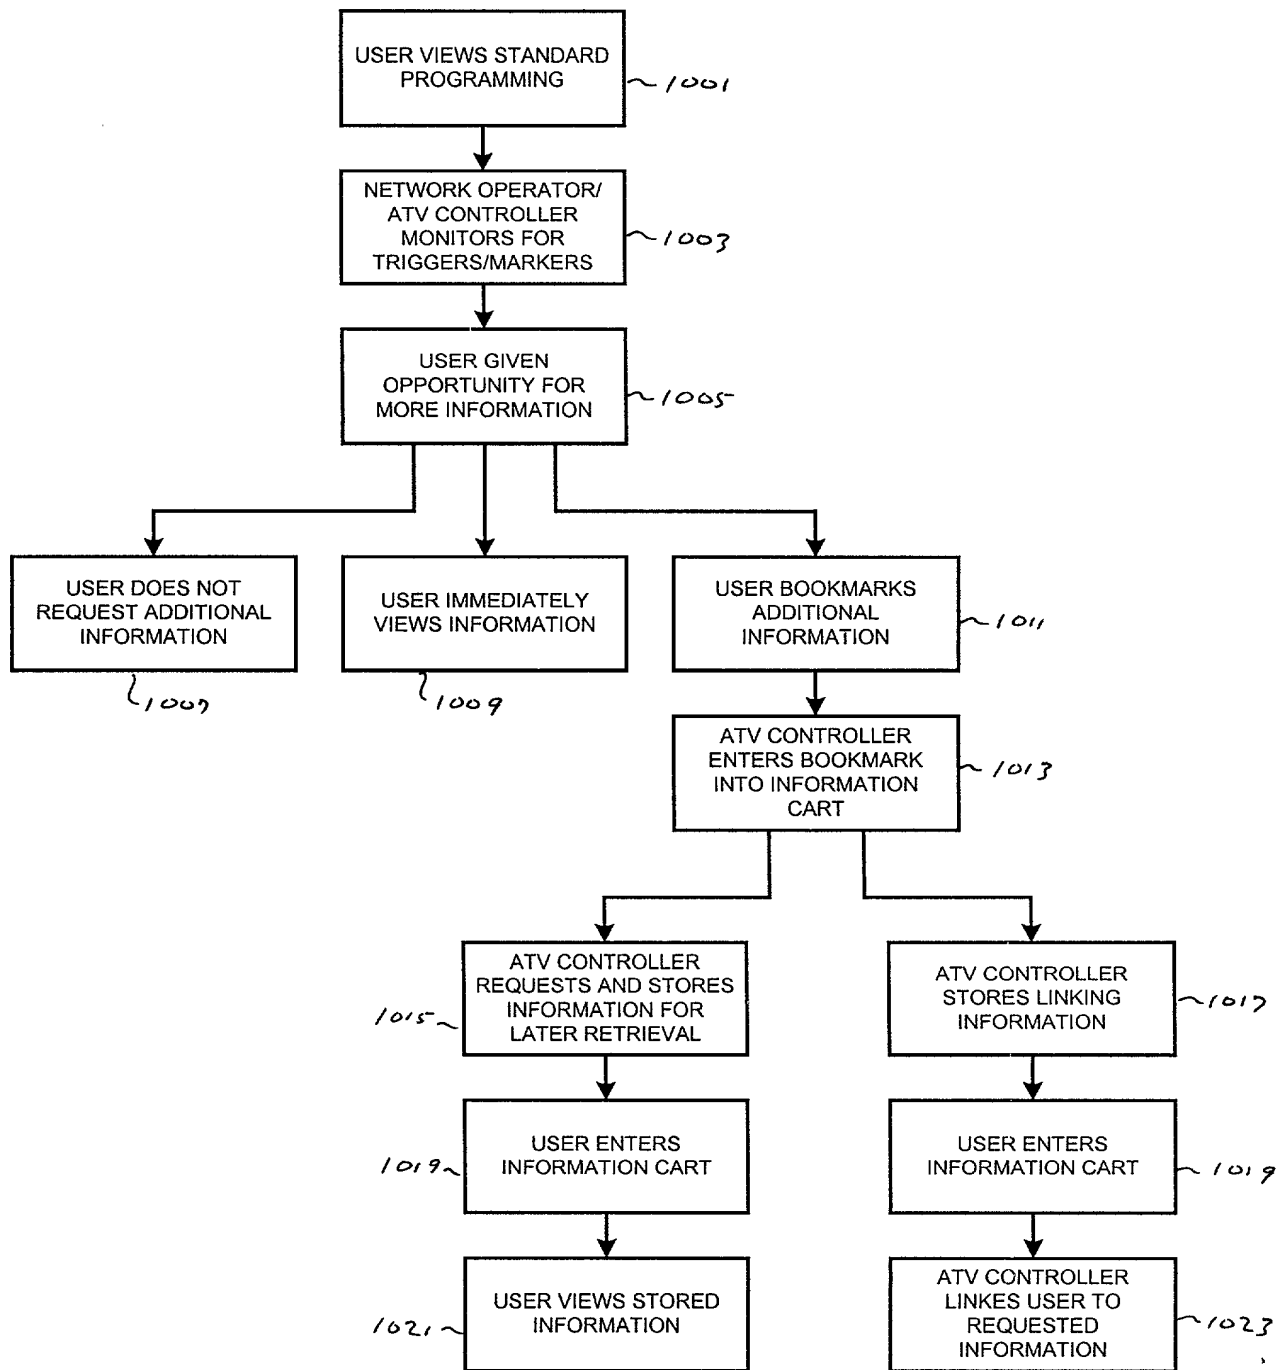 USER VIEWS STANDARD
PROGRAMMING
1001
NETWORK OPERATOR/
ATV CONTROLLER
MONITORS FOR
TRIGGERS/MARKERS
1003
USER GIVEN
OPPORTUNITY FOR
MORE INFORMATION
1005
USER DOES NOT
REQUEST ADDITIONAL
INFORMATION
1007
USER IMMEDIATELY
VIEWS INFORMATION
1009
USER BOOKMARKS
ADDITIONAL
INFORMATION
1011
ATV CONTROLLER
ENTERS BOOKMARK
INTO INFORMATION
CART
1013
ATV CONTROLLER
REQUESTS AND STORES
INFORMATION FOR
LATER RETRIEVAL
1015
ATV CONTROLLER
STORES LINKING
INFORMATION
1017
USER ENTERS
INFORMATION CART
1019
USER ENTERS
INFORMATION CART
1019
USER VIEWS STORED
INFORMATION
1021
ATV CONTROLLER
LINKES USER TO
REQUESTED
INFORMATION
1023